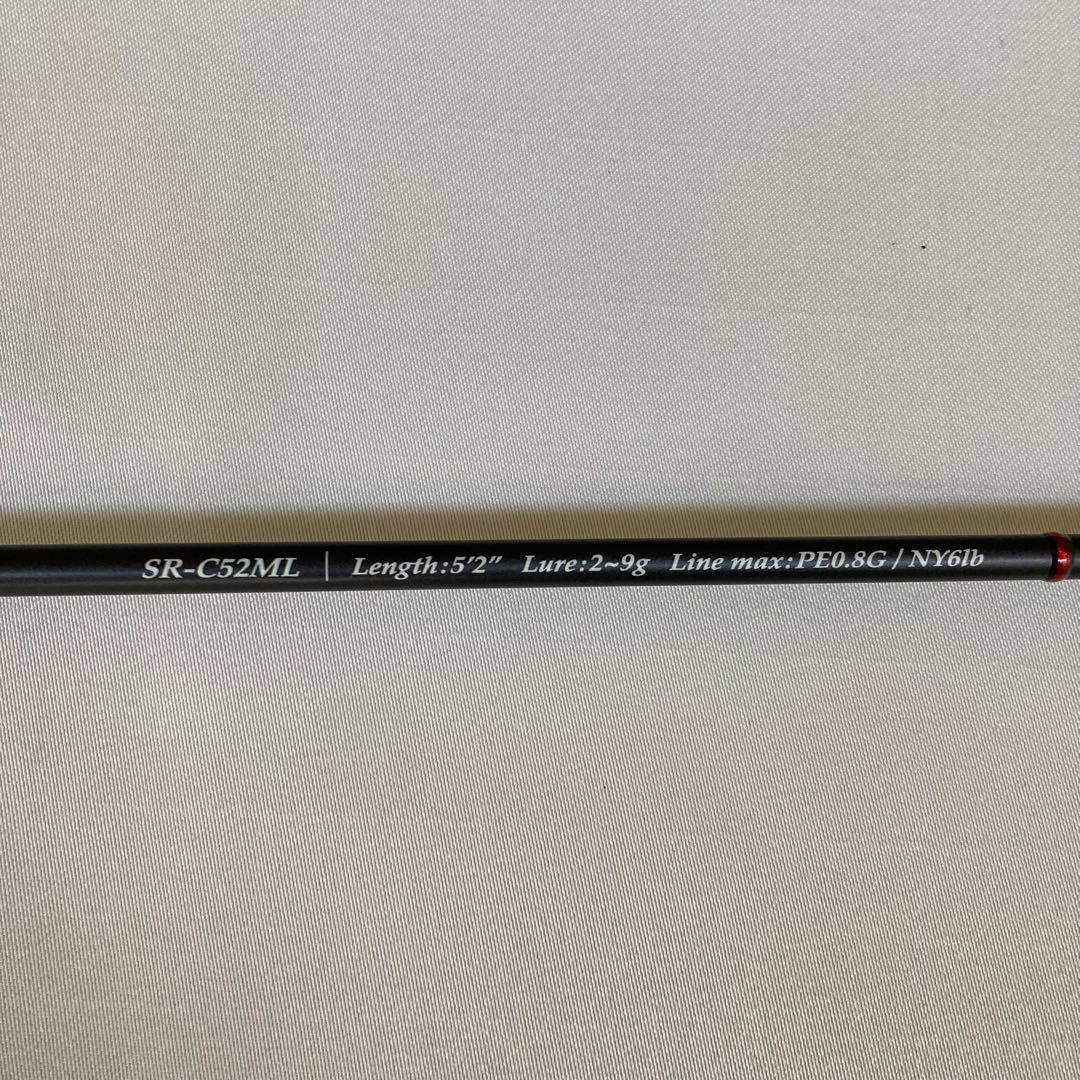 SR-C52ML | Length:5'2" Lure:2~9g Line max:PE0.8G / NY6lb